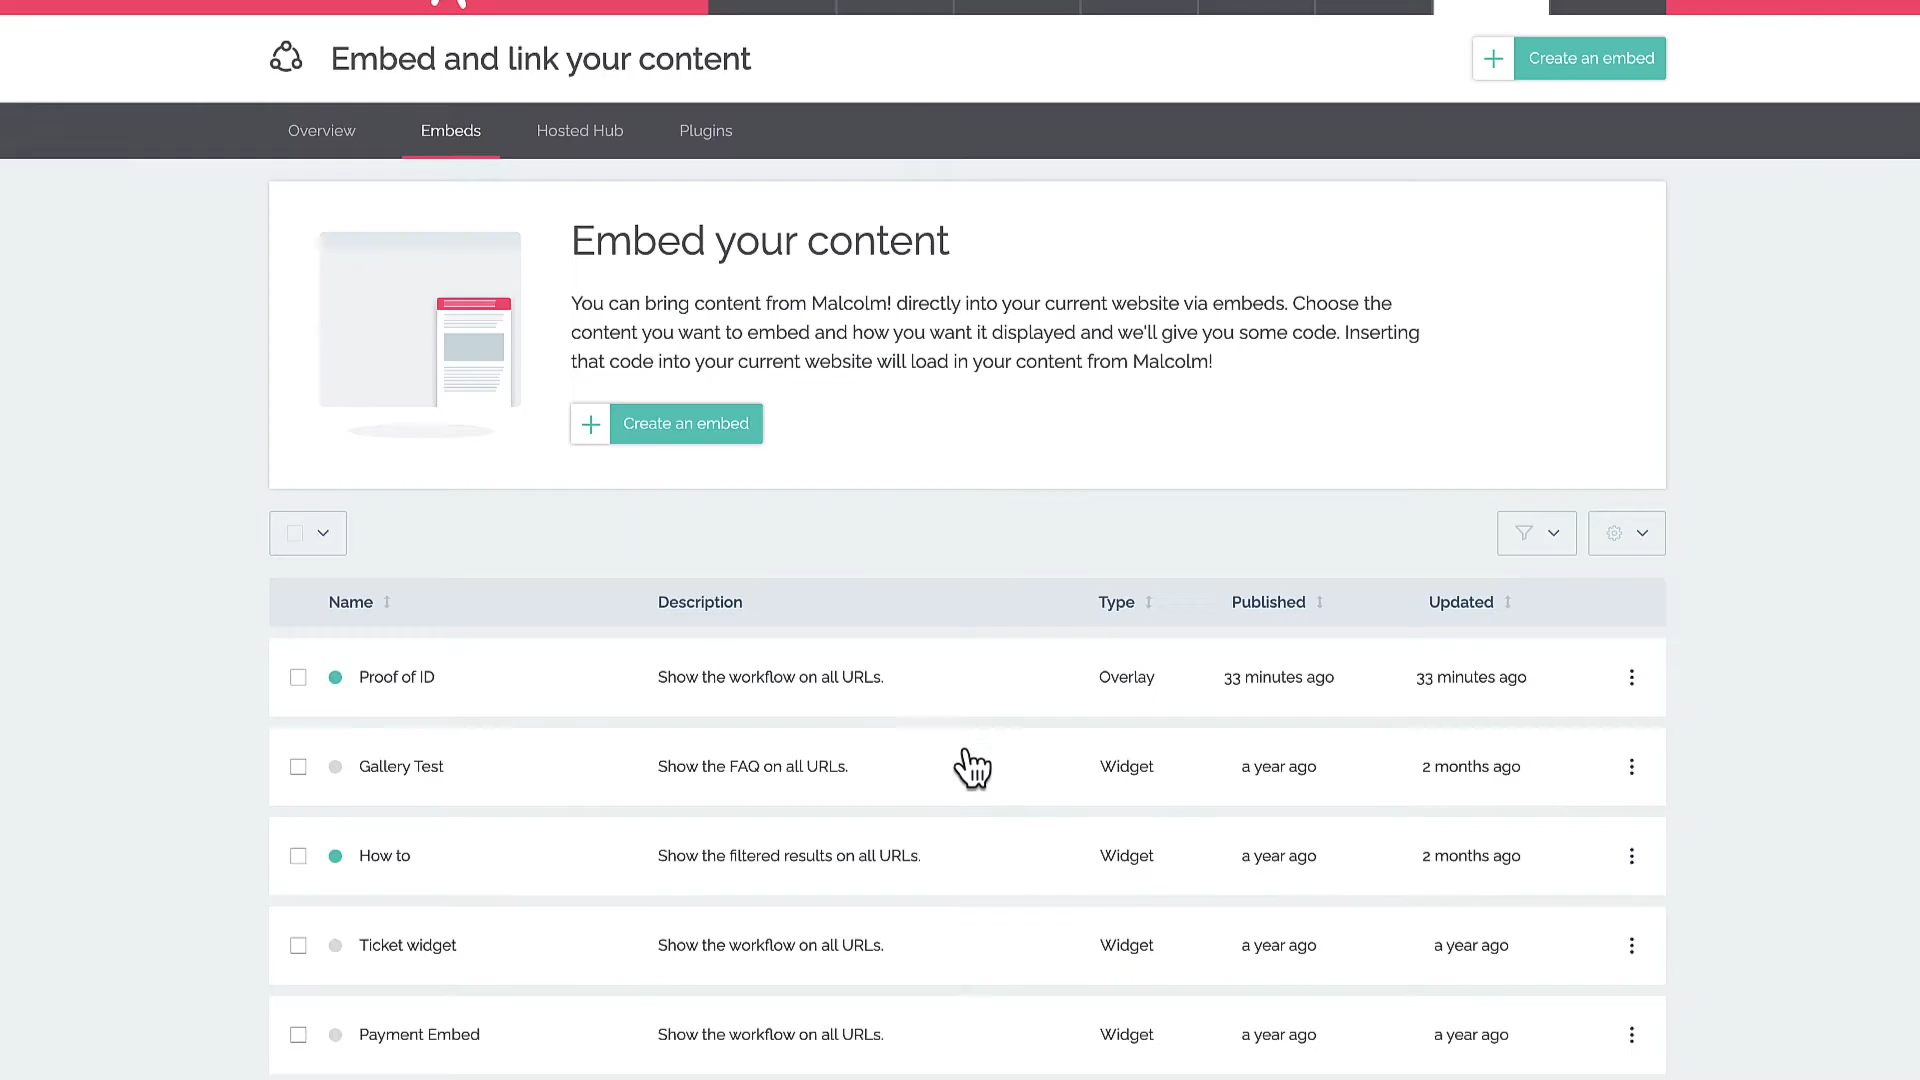 Embed and link your content
Create an embed
Overview Embeds Hosted Hub Plugins
Embed your content
You can bring content from Malcolm! directly into your current website via embeds. Choose the
content you want to embed and how you want it displayed and we'll give you some code. Inserting
that code into your current website will load in your content from Malcolm!
Create an embed
Name Description Type Published Updated
Proof of ID Show the workflow on all URLs. Overlay 33 minutes ago 33 minutes ago
Gallery Test Show the FAQ on all URLs. Widget a year ago 2 months ago
How to Show the filtered results on all URLs. Widget a year ago 2 months ago
Ticket widget Show the workflow on all URLs. Widget a year ago a year ago
Payment Embed Show the workflow on all URLs. Widget a year ago a year ago